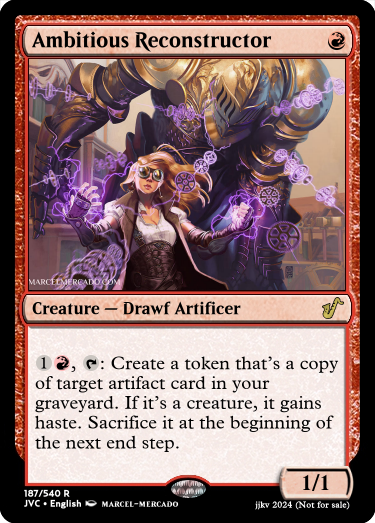 Ambitious Reconstructor
MARCELMERCADO.COM
Creature — Drawf Artificer
1 , : Create a token that's a copy
of target artifact card in your
graveyard. If it's a creature, it gains
haste. Sacrifice it at the beginning of
the next end step.
1/1
187/540 R
JVC • English MARCEL-MERCADO
jjkv 2024 (Not for sale)